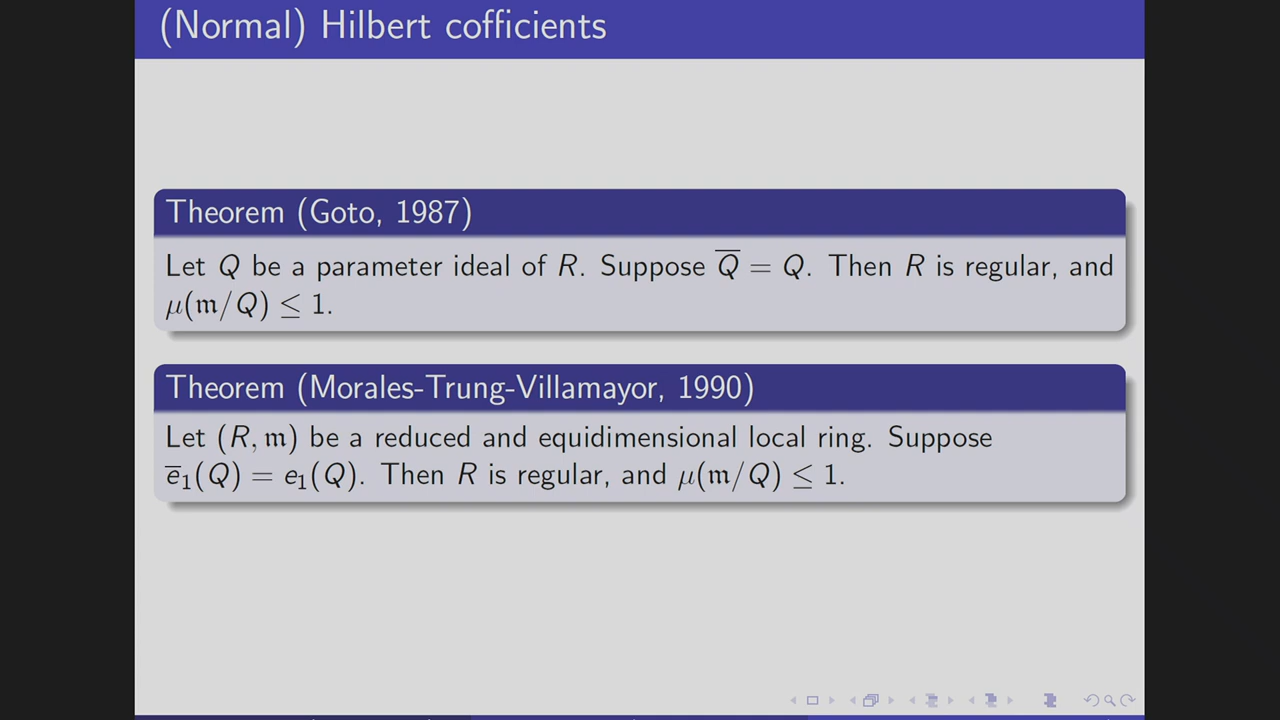 (Normal) Hilbert cofficients
Theorem (Goto, 1987)
Let Q be a parameter ideal of R. Suppose Q̅ = Q. Then R is regular, and
μ(𝔪/Q) ≤ 1.
Theorem (Morales-Trung-Villamayor, 1990)
Let (R, 𝔪) be a reduced and equidimensional local ring. Suppose
e̅₁(Q) = e₁(Q). Then R is regular, and μ(𝔪/Q) ≤ 1.